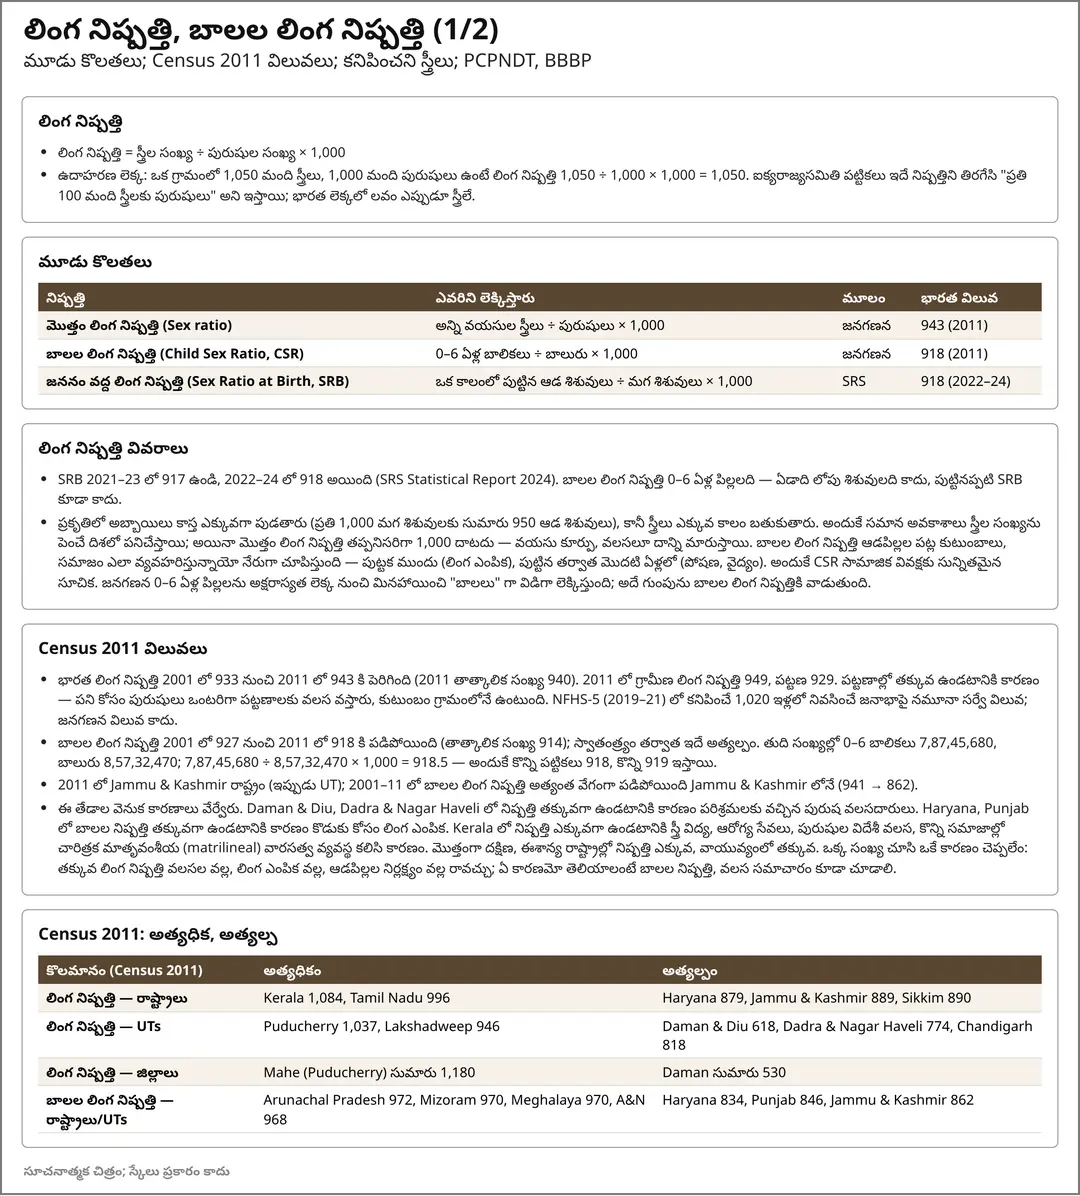 లింగ నిష్పత్తి, బాలల లింగ నిష్పత్తి (1/2)
మూడు కొలతలు; Census 2011 విలువలు; కనిపించని స్త్రీలు; PCPNDT, BBBP
లింగ నిష్పత్తి
• లింగ నిష్పత్తి = స్త్రీల సంఖ్య ÷ పురుషుల సంఖ్య × 1,000
• ఉదాహరణ లెక్క: ఒక గ్రామంలో 1,050 మంది స్త్రీలు, 1,000 మంది పురుషులు ఉంటే లింగ నిష్పత్తి 1,050 ÷ 1,000 × 1,000 = 1,050. ఐక్యరాజ్యసమితి పట్టికలు ఇదే నిష్పత్తిని తిరగేసి "ప్రతి
100 మంది స్త్రీలకు పురుషులు" అని ఇస్తాయి; భారత లెక్కలో లవం ఎప్పుడూ స్త్రీలే.
మూడు కొలతలు
నిష్పత్తి ఎవరిని లెక్కిస్తారు మూలం భారత విలువ
మొత్తం లింగ నిష్పత్తి (Sex ratio) అన్ని వయసుల స్త్రీలు ÷ పురుషులు × 1,000 జనగణన 943 (2011)
బాలల లింగ నిష్పత్తి (Child Sex Ratio, CSR) 0–6 ఏళ్ల బాలికలు ÷ బాలురు × 1,000 జనగణన 918 (2011)
జననం వద్ద లింగ నిష్పత్తి (Sex Ratio at Birth, SRB) ఒక కాలంలో పుట్టిన ఆడ శిశువులు ÷ మగ శిశువులు × 1,000 SRS 918 (2022–24)
లింగ నిష్పత్తి వివరాలు
• SRB 2021–23 లో 917 ఉండి, 2022–24 లో 918 అయింది (SRS Statistical Report 2024). బాలల లింగ నిష్పత్తి 0–6 ఏళ్ల పిల్లలది — ఏడాది లోపు శిశువులది కాదు, పుట్టినప్పటి SRB
కూడా కాదు.
• ప్రకృతిలో అబ్బాయిలు కాస్త ఎక్కువగా పుడతారు (ప్రతి 1,000 మగ శిశువులకు సుమారు 950 ఆడ శిశువులు), కానీ స్త్రీలు ఎక్కువ కాలం బతుకుతారు. అందుకే సమాన అవకాశాలు స్త్రీల సంఖ్యను
పెంచే దిశలో పనిచేస్తాయి; అయినా మొత్తం లింగ నిష్పత్తి తప్పనిసరిగా 1,000 దాటదు — వయసు కూర్పు, వలసలూ దాన్ని మారుస్తాయి. బాలల లింగ నిష్పత్తి ఆడపిల్లల పట్ల కుటుంబాలు,
సమాజం ఎలా వ్యవహరిస్తున్నాయో నేరుగా చూపిస్తుంది — పుట్టక ముందు (లింగ ఎంపిక), పుట్టిన తర్వాత మొదటి ఏళ్లలో (పోషణ, వైద్యం). అందుకే CSR సామాజిక వివక్షకు సున్నితమైన
సూచిక. జనగణన 0–6 ఏళ్ల పిల్లలను అక్షరాస్యత లెక్క నుంచి మినహాయించి "బాలలు" గా విడిగా లెక్కిస్తుంది; అదే గుంపును బాలల లింగ నిష్పత్తికి వాడుతుంది.
Census 2011 విలువలు
• భారత లింగ నిష్పత్తి 2001 లో 933 నుంచి 2011 లో 943 కి పెరిగింది (2011 తాత్కాలిక సంఖ్య 940). 2011 లో గ్రామీణ లింగ నిష్పత్తి 949, పట్టణ 929. పట్టణాల్లో తక్కువ ఉండటానికి కారణం
— పని కోసం పురుషులు ఒంటరిగా పట్టణాలకు వలస వస్తారు, కుటుంబం గ్రామంలోనే ఉంటుంది. NFHS-5 (2019–21) లో కనిపించే 1,020 ఇళ్లలో నివసించే జనాభాపై నమూనా సర్వే విలువ;
జనగణన విలువ కాదు.
• బాలల లింగ నిష్పత్తి 2001 లో 927 నుంచి 2011 లో 918 కి పడిపోయింది (తాత్కాలిక సంఖ్య 914); స్వాతంత్ర్యం తర్వాత ఇదే అత్యల్పం. తుది సంఖ్యల్లో 0–6 బాలికలు 7,87,45,680,
బాలురు 8,57,32,470; 7,87,45,680 ÷ 8,57,32,470 × 1,000 = 918.5 — అందుకే కొన్ని పట్టికలు 918, కొన్ని 919 ఇస్తాయి.
• 2011 లో Jammu & Kashmir రాష్ట్రం (ఇప్పుడు UT); 2001–11 లో బాలల లింగ నిష్పత్తి అత్యంత వేగంగా పడిపోయింది Jammu & Kashmir లోనే (941 → 862).
• ఈ తేడాల వెనుక కారణాలు వేర్వేరు. Daman & Diu, Dadra & Nagar Haveli లో నిష్పత్తి తక్కువగా ఉండటానికి కారణం పరిశ్రమలకు వచ్చిన పురుష వలసదారులు. Haryana, Punjab
లో బాలల నిష్పత్తి తక్కువగా ఉండటానికి కారణం కొడుకు కోసం లింగ ఎంపిక. Kerala లో నిష్పత్తి ఎక్కువగా ఉండటానికి స్త్రీ విద్య, ఆరోగ్య సేవలు, పురుషుల విదేశీ వలస, కొన్ని సమాజాల్లో
చారిత్రక మాతృవంశీయ (matrilineal) వారసత్వ వ్యవస్థ కలిసి కారణం. మొత్తంగా దక్షిణ, ఈశాన్య రాష్ట్రాల్లో నిష్పత్తి ఎక్కువ, వాయువ్యంలో తక్కువ. ఒక్క సంఖ్య చూసి ఒకే కారణం చెప్పలేం:
తక్కువ లింగ నిష్పత్తి వలసల వల్ల, లింగ ఎంపిక వల్ల, ఆడపిల్లల నిర్లక్ష్యం వల్ల రావచ్చు; ఏ కారణమో తెలియాలంటే బాలల నిష్పత్తి, వలస సమాచారం కూడా చూడాలి.
Census 2011: అత్యధిక, అత్యల్ప
కొలమానం (Census 2011) అత్యధికం అత్యల్పం
లింగ నిష్పత్తి — రాష్ట్రాలు Kerala 1,084, Tamil Nadu 996 Haryana 879, Jammu & Kashmir 889, Sikkim 890
లింగ నిష్పత్తి — UTs Puducherry 1,037, Lakshadweep 946 Daman & Diu 618, Dadra & Nagar Haveli 774, Chandigarh
818
లింగ నిష్పత్తి — జిల్లాలు Mahe (Puducherry) సుమారు 1,180 Daman సుమారు 530
బాలల లింగ నిష్పత్తి — Arunachal Pradesh 972, Mizoram 970, Meghalaya 970, A&N Haryana 834, Punjab 846, Jammu & Kashmir 862
రాష్ట్రాలు/UTs 968
సూచనాత్మక చిత్రం; స్కేలు ప్రకారం కాదు